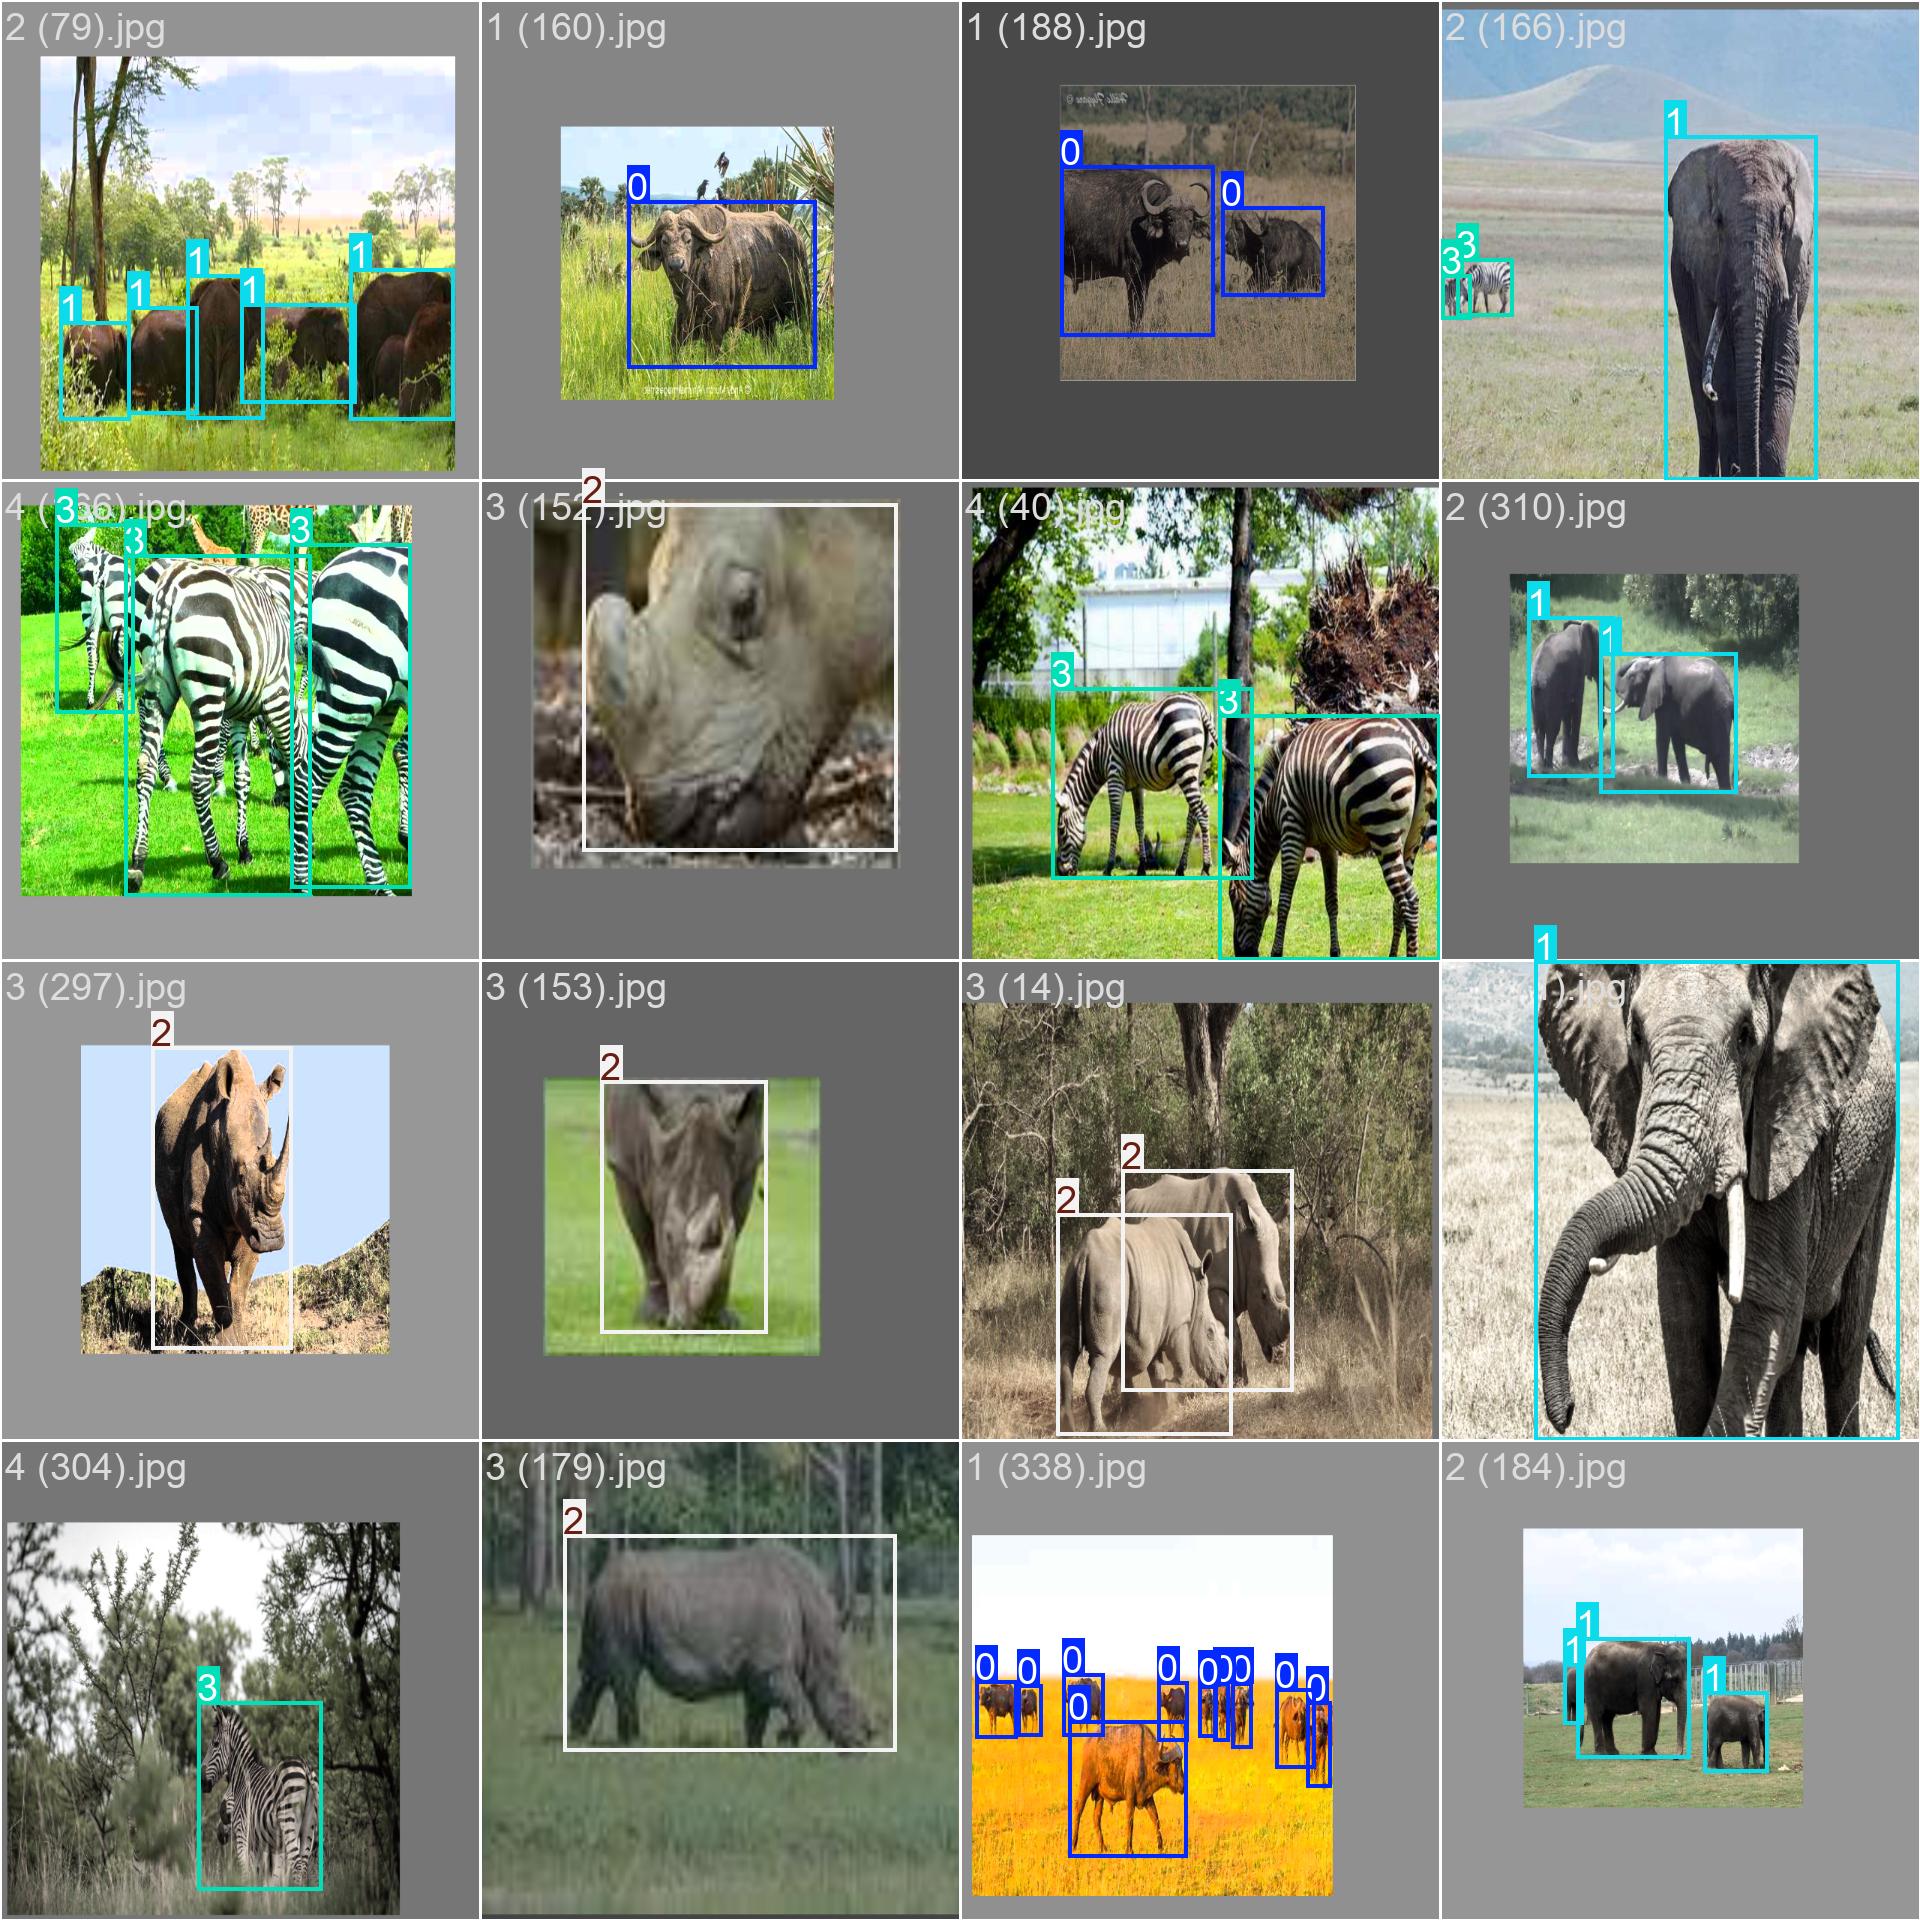 2 (79).jpg
1 (160).jpg
1 (188).jpg
2 (166).jpg
1
1
1
1
1
0
0
0
1
3
3
4 (
66).jpg
3 (152).jpg
4 (40).jpg
2 (310).jpg
3
3
3
2
3
3
1
1
3 (297).jpg
3 (153).jpg
3 (14).jpg
).jpg
2
2
2
2
1
4 (304).jpg
3 (179).jpg
1 (338).jpg
2 (184).jpg
3
2
0
0
0
0
0
0
0
0
0
0
1
1
1